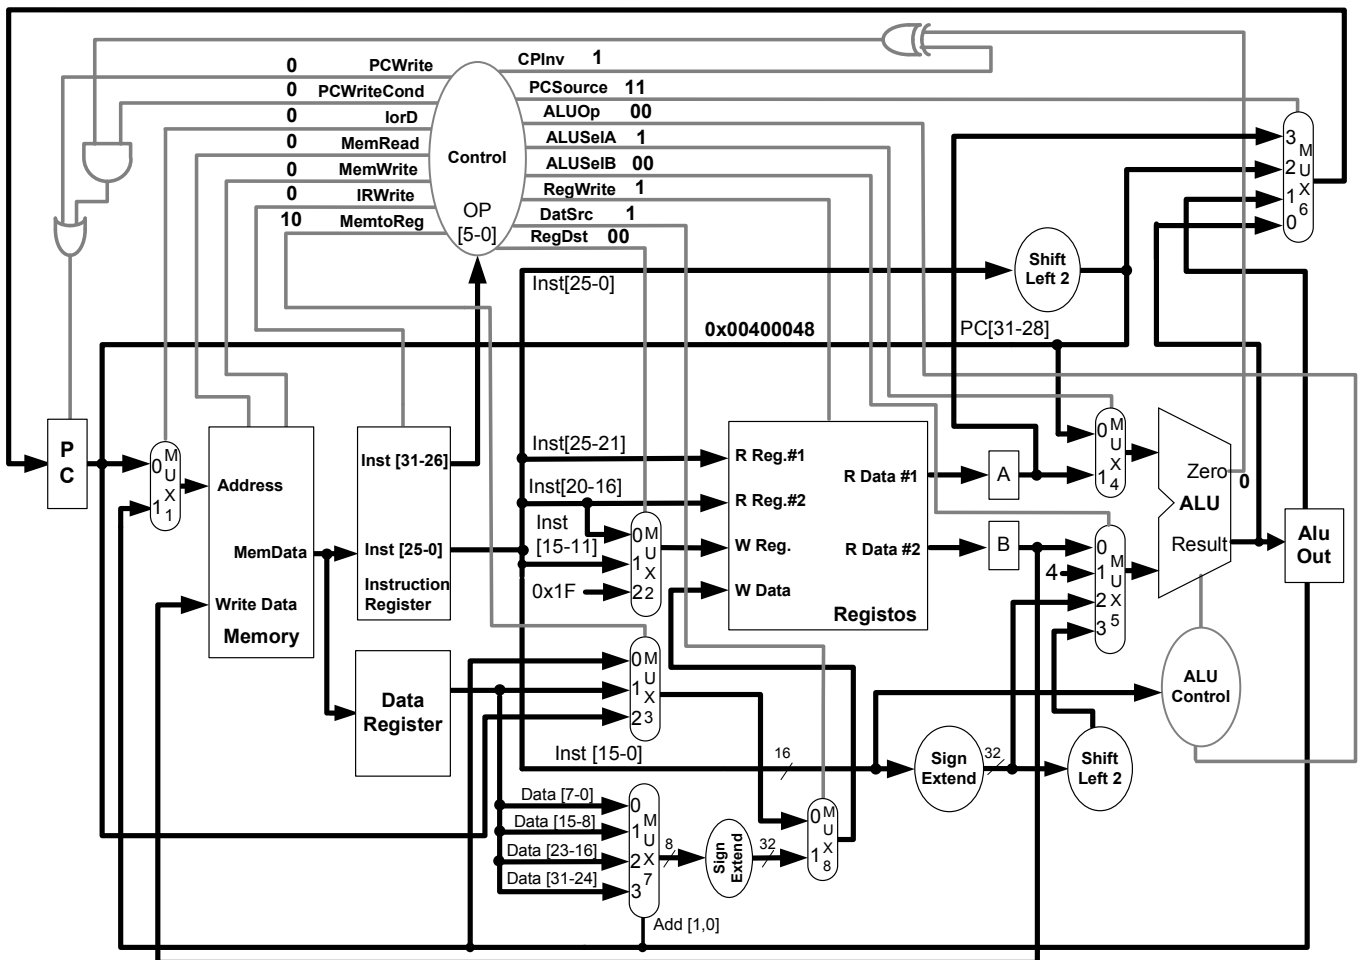 0 PCWrite
0 PCWriteCond
0 IorD
0 MemRead
0 MemWrite
0 IRWrite
10 MemtoReg
CPInv 1
PCSource 11
ALUOp 00
ALUSelA 1
ALUSelB 00
RegWrite 1
DatSrc 1
RegDst 00
Control
OP
[5-0]
3
2
1
0
M
U
X
6
Shift
Left 2
Inst[25-0]
0x00400048
PC[31-28]
P
C
0
1
M
U
X
1
Address
MemData
Write Data
Memory
Inst [31-26]
Inst [25-0]
Instruction
Register
Data
Register
Inst[25-21]
Inst[20-16]
Inst
[15-11]
0x1F
0
1
2
M
U
X
2
R Reg.#1
R Reg.#2
W Reg.
W Data
R Data #1
R Data #2
Registos
A
B
0
1
M
U
X
4
4
0
1
2
3
M
U
X
5
Zero
0
ALU
Result
Alu
Out
ALU
Control
0
1
2
M
U
X
3
Inst [15-0]
16
Sign
Extend
32
Shift
Left 2
Data [7-0]
Data [15-8]
Data [23-16]
Data [31-24]
0
1
2
3
M
U
X
7
8
Sign
Extend
32
0
1
M
U
X
8
Add [1,0]